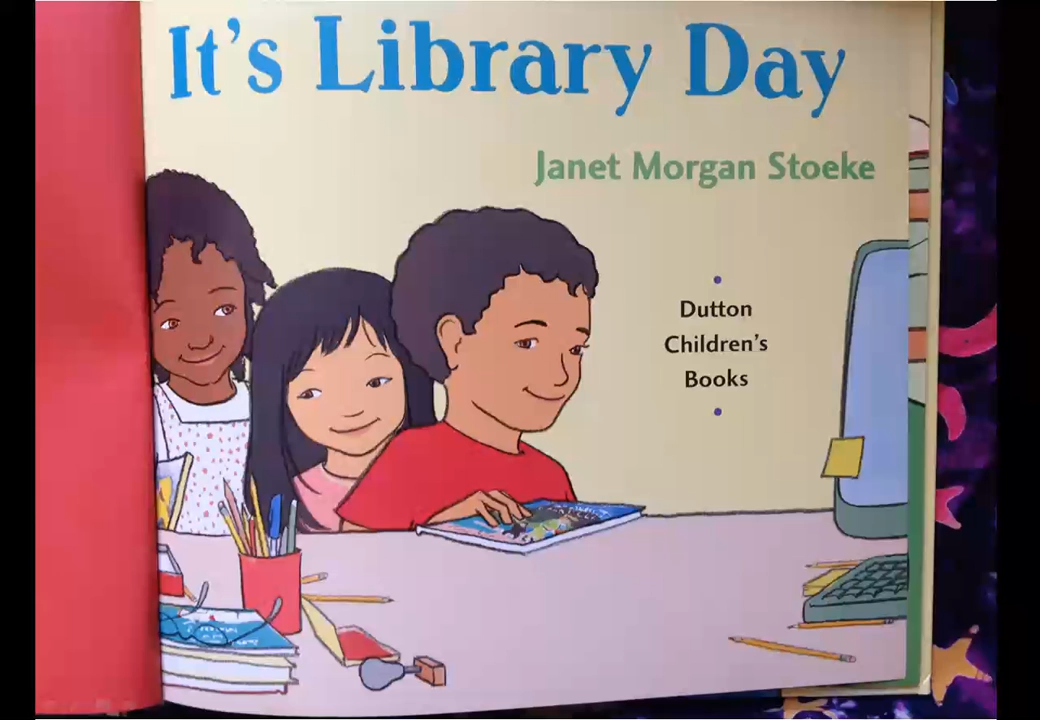 It's Library Day
Janet Morgan Stoeke
Dutton
Children's
Books